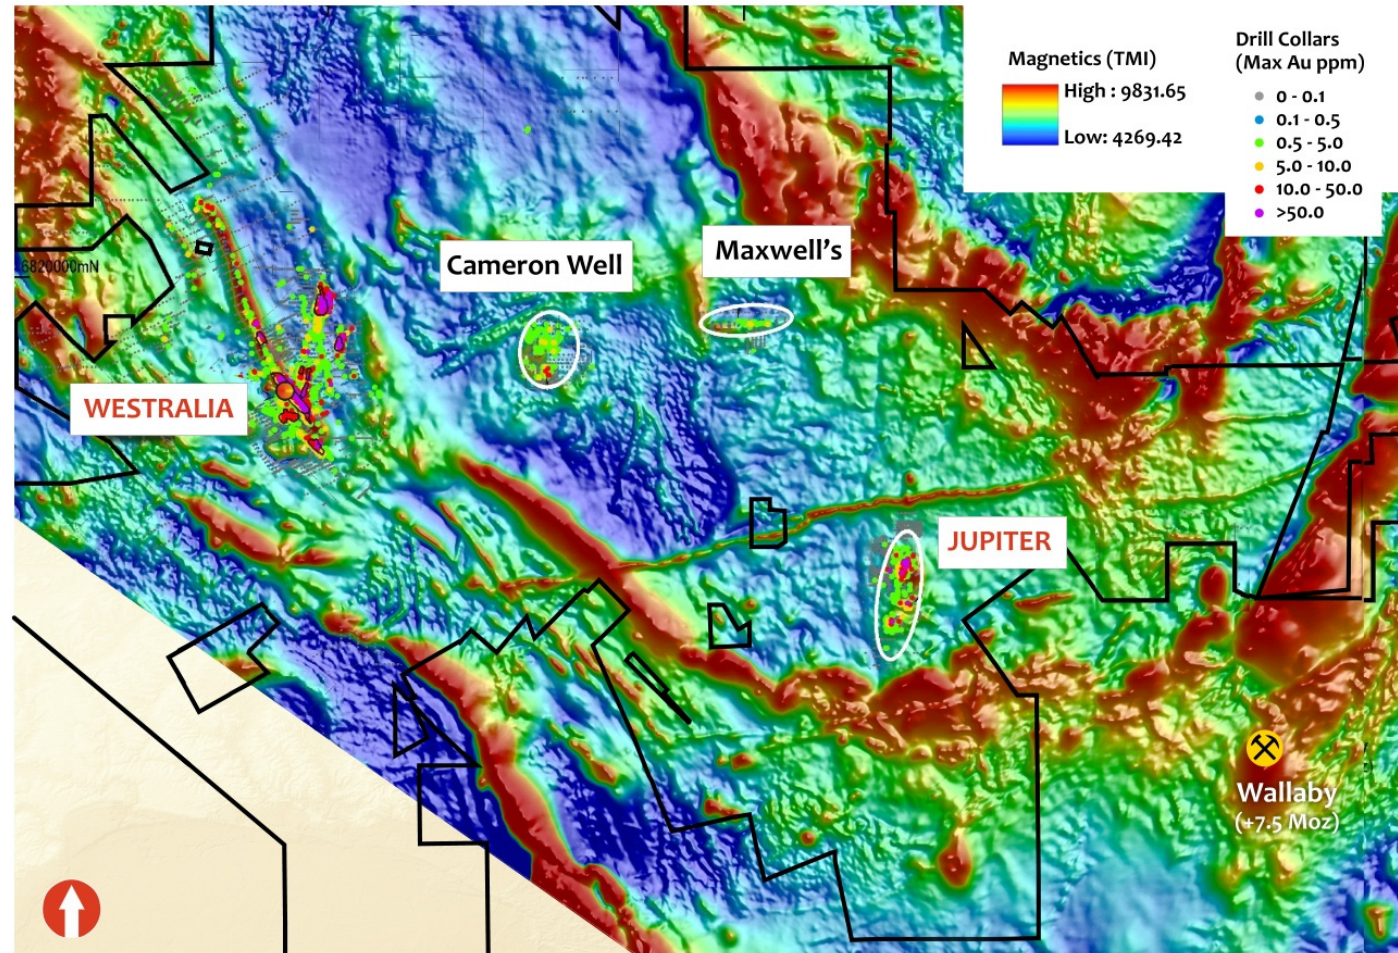 Magnetics (TMI)
High : 9831.65
Low: 4269.42
Drill Collars
(Max Au ppm)
0 - 0.1
0.1 - 0.5
0.5 - 5.0
5.0 - 10.0
10.0 - 50.0
>50.0
Maxwell's
Cameron Well
6820000mN
WESTRALIA
JUPITER
Wallaby
(+7.5 Moz)